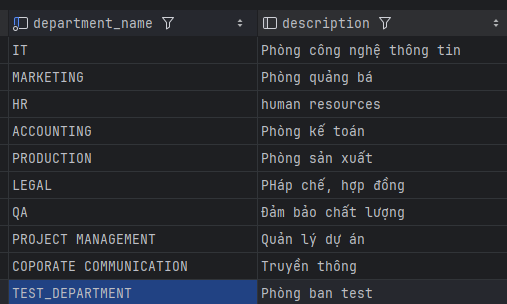 department_name description
IT Phòng công nghệ thông tin
MARKETING Phòng quảng bá
HR human resources
ACCOUNTING Phòng kế toán
PRODUCTION Phòng sản xuất
LEGAL PHáp chế, hợp đồng
QA Đảm bảo chất lượng
PROJECT MANAGEMENT Quản lý dự án
COPORATE COMMUNICATION Truyền thông
TEST_DEPARTMENT Phòng ban test